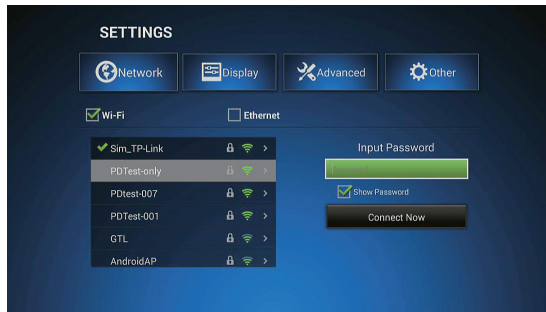 SETTINGS
Network
Display
Advanced
Other
Wi-Fi
Ethernet
Sim_TP-Link
PDTest-only
PDtest-007
PDTest-001
GTL
AndroidAP
Input Password
Show Password
Connect Now